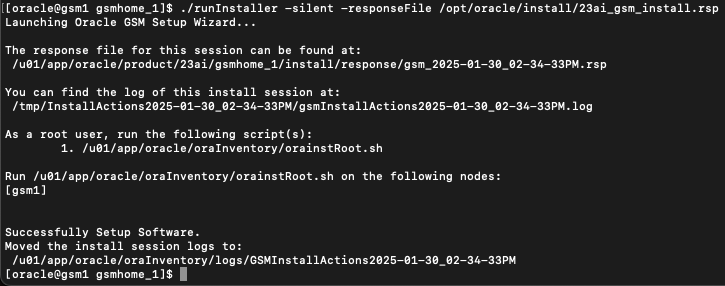 [[oracle@gsm1 gsmhome_1]$ ./runInstaller -silent -responseFile /opt/oracle/install/23ai_gsm_install.rsp
Launching Oracle GSM Setup Wizard...
The response file for this session can be found at:
/u01/app/oracle/product/23ai/gsmhome_1/install/response/gsm_2025-01-30_02-34-33PM.rsp
You can find the log of this install session at:
/tmp/InstallActions2025-01-30_02-34-33PM/gsmInstallActions2025-01-30_02-34-33PM.log
As a root user, run the following script(s):
1. /u01/app/oracle/oraInventory/orainstRoot.sh
Run /u01/app/oracle/oraInventory/orainstRoot.sh on the following nodes:
[gsm1]
Successfully Setup Software.
Moved the install session logs to:
/u01/app/oracle/oraInventory/logs/GSMInstallActions2025-01-30_02-34-33PM
[oracle@gsm1 gsmhome_1]$